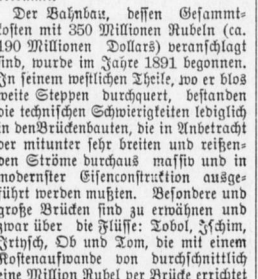 Der Bahnbau, dessen Gesammt-
kosten mit 350 Millionen Rubeln (ca.
190 Millionen Dollars) veranschlagt
sind, wurde im Jahre 1891 begonnen.
In seinem westlichen Theile, wo er blos
weite Steppen durchquert, bestanden
die technischen Schwierigkeiten lediglich
in denBrückenbauten, die in Anbetracht
der mitunter sehr breiten und reißen-
den Ströme durchaus massiv und in
modernster Eisenconstruktion ausge-
führt werden mußten. Besondere und
große Brücken sind zu erwähnen und
zwar über die Flüsse: Tobol, Ischim,
Irtysch, Ob und Tom, die mit einem
Kostenaufwande von durchschnittlich
eine Million Rubel per Brücke errichtet